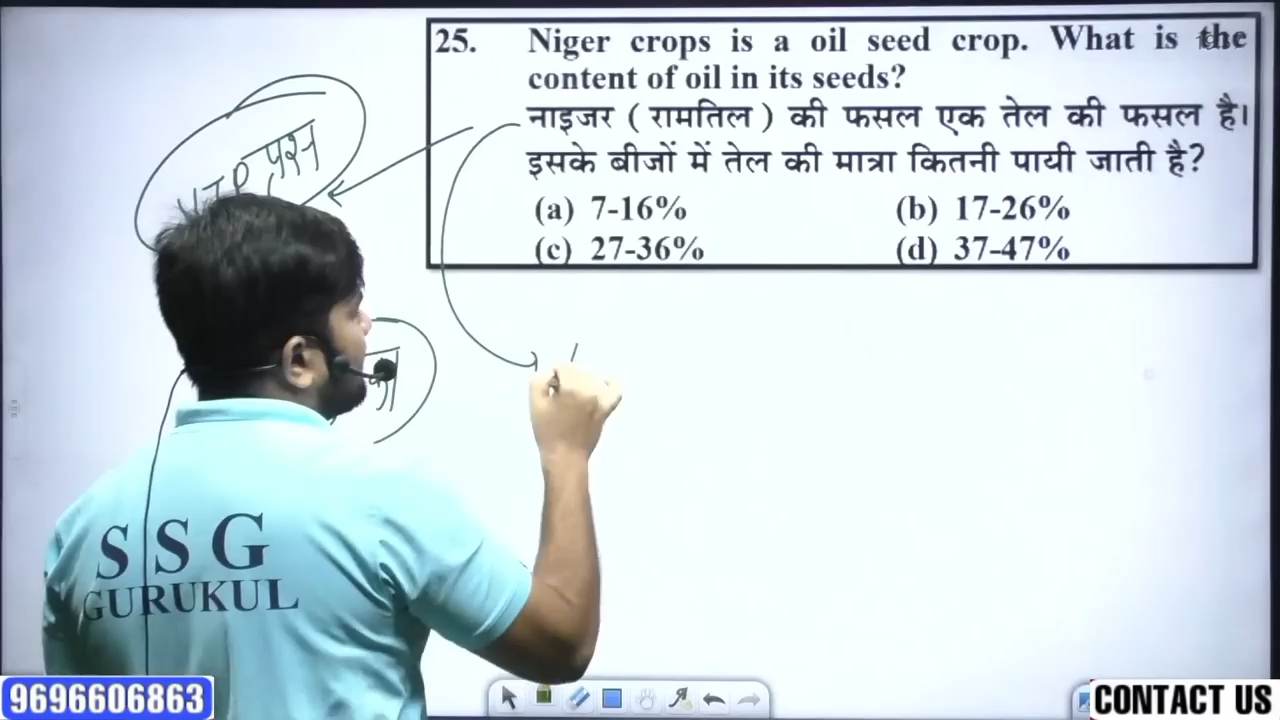 25. Niger crops is a oil seed crop. What is the
content of oil in its seeds?
नाइजर ( रामतिल ) की फसल एक तेल की फसल है।
इसके बीजों में तेल की मात्रा कितनी पायी जाती है?
(a) 7-16% (b) 17-26%
(c) 27-36% (d) 37-47%
प्रश्न
SSG
GURUKUL
9696606863
CONTACT US